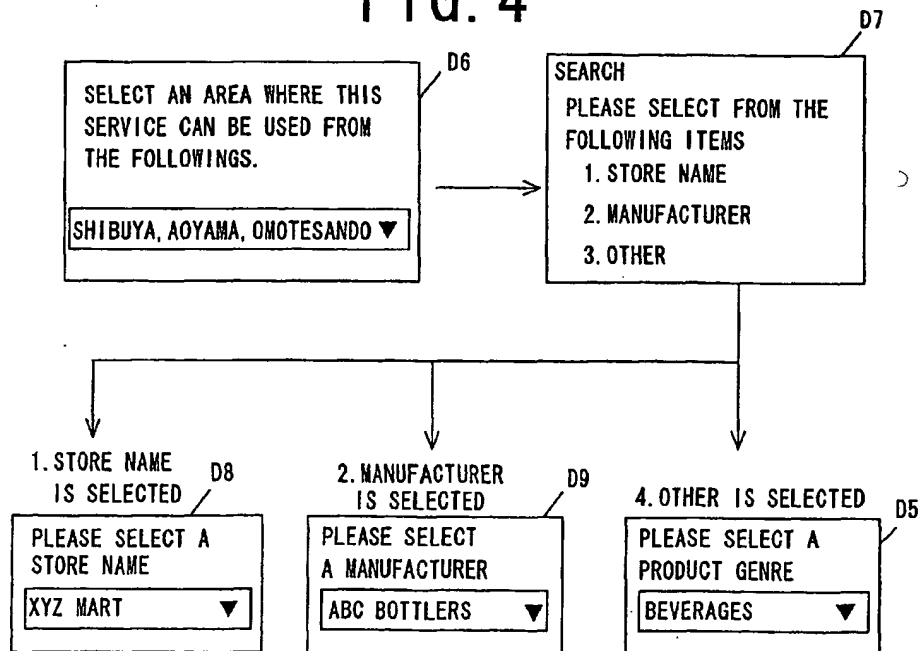 FIG. 4
D6
SELECT AN AREA WHERE THIS
SERVICE CAN BE USED FROM
THE FOLLOWINGS.
SHIBUYA, AOYAMA, OMOTESANDO ▼
D7
SEARCH
PLEASE SELECT FROM THE
FOLLOWING ITEMS
1. STORE NAME
2. MANUFACTURER
3. OTHER
1. STORE NAME
IS SELECTED
D8
PLEASE SELECT A
STORE NAME
XYZ MART ▼
2. MANUFACTURER
IS SELECTED
D9
PLEASE SELECT
A MANUFACTURER
ABC BOTTLERS ▼
4. OTHER IS SELECTED
D5
PLEASE SELECT A
PRODUCT GENRE
BEVERAGES ▼